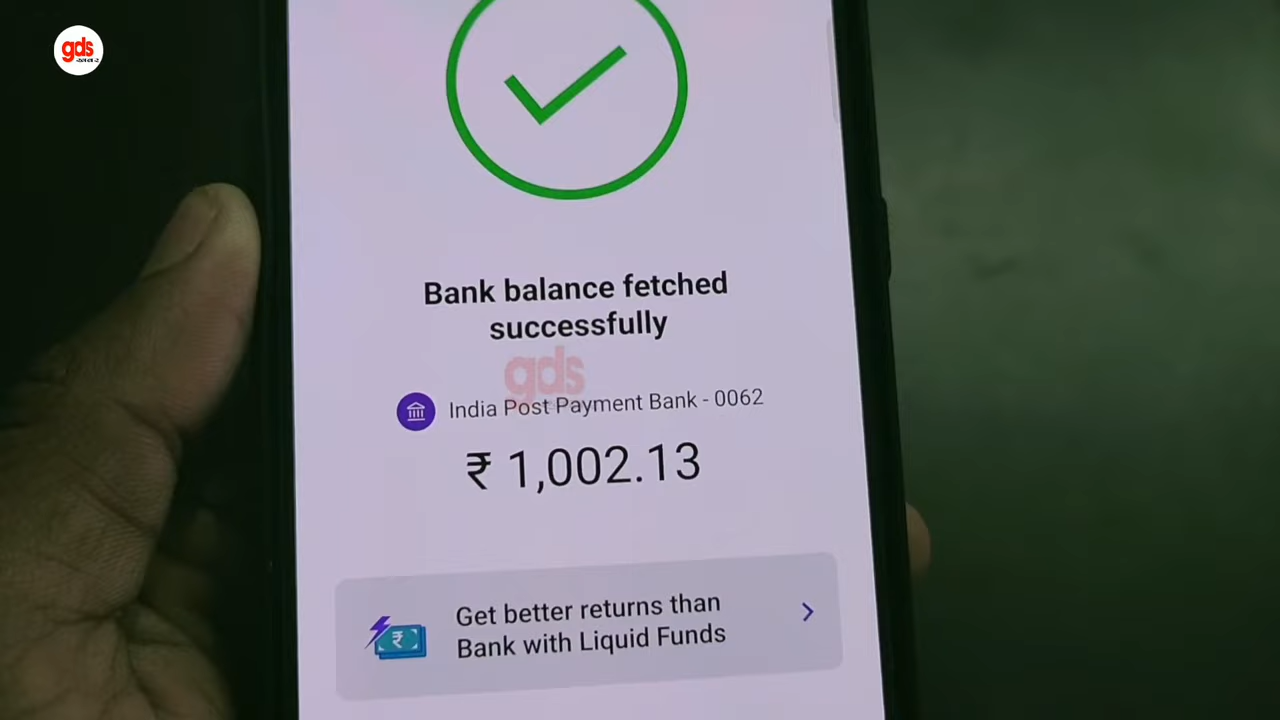 gds
Bank balance fetched
successfully
gds
India Post Payment Bank - 0062
₹ 1,002.13
₹
Get better returns than
Bank with Liquid Funds